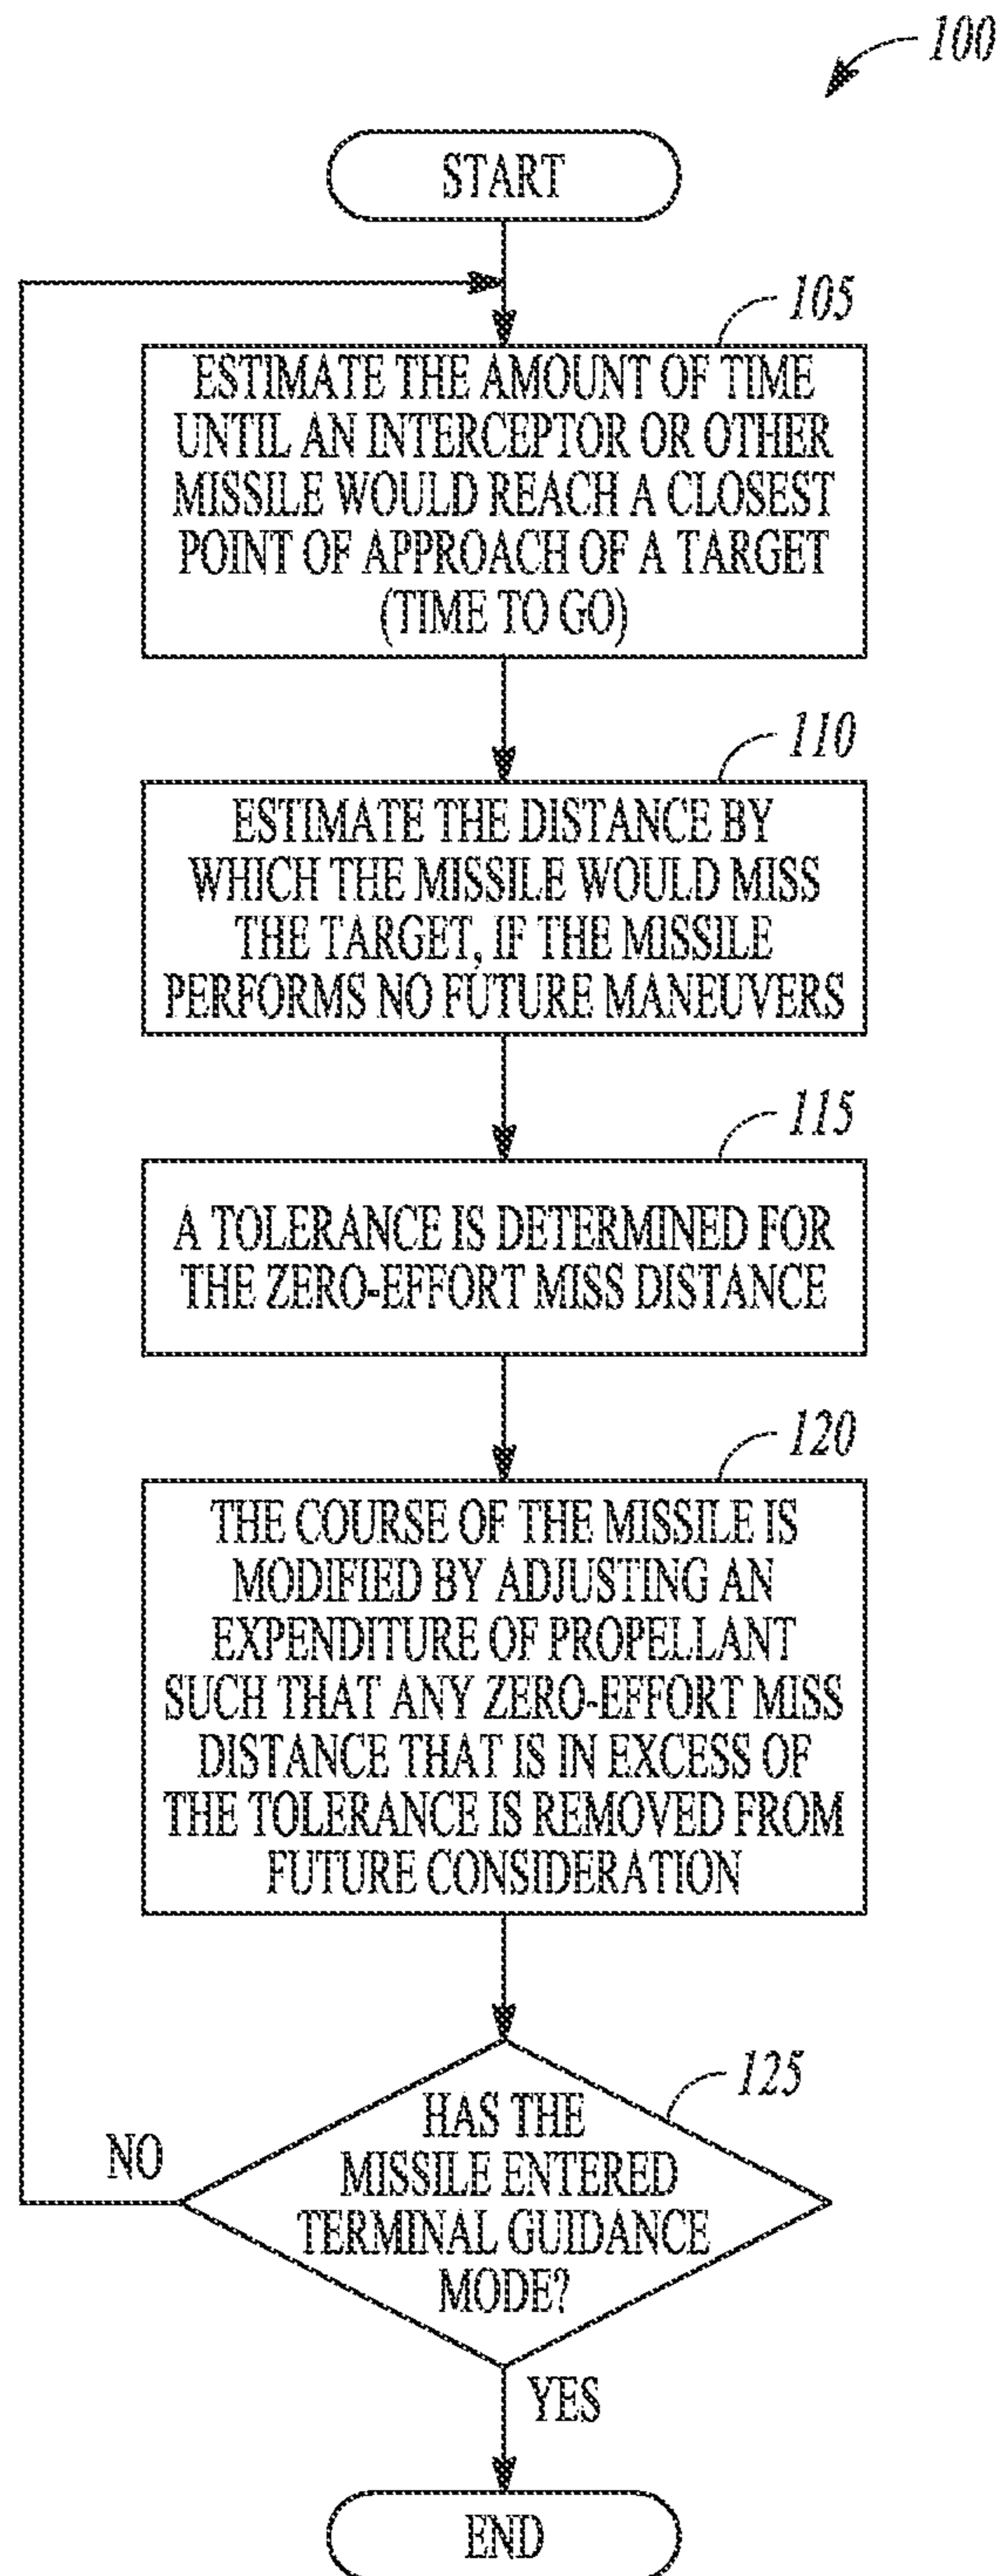 100
START
105
ESTIMATE THE AMOUNT OF TIME
UNTIL AN INTERCEPTOR OR OTHER
MISSILE WOULD REACH A CLOSEST
POINT OF APPROACH OF A TARGET
(TIME TO GO)
110
ESTIMATE THE DISTANCE BY
WHICH THE MISSILE WOULD MISS
THE TARGET, IF THE MISSILE
PERFORMS NO FUTURE MANEUVERS
115
A TOLERANCE IS DETERMINED FOR
THE ZERO-EFFORT MISS DISTANCE
120
THE COURSE OF THE MISSILE IS
MODIFIED BY ADJUSTING AN
EXPENDITURE OF PROPELLANT
SUCH THAT ANY ZERO-EFFORT MISS
DISTANCE THAT IS IN EXCESS OF
THE TOLERANCE IS REMOVED FROM
FUTURE CONSIDERATION
125
HAS THE
MISSILE ENTERED
TERMINAL GUIDANCE
MODE?
NO
YES
END